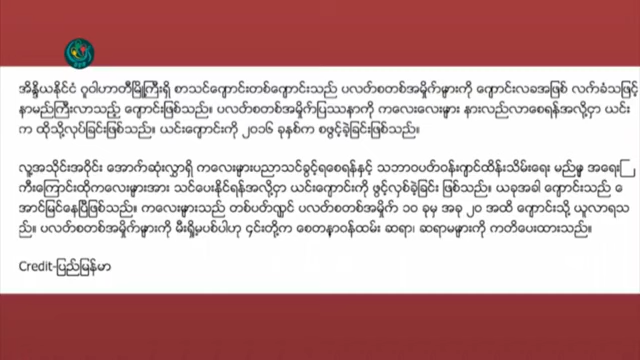 အိန္ဒိယနိုင်ငံ ဂူဝါဟာတီမြို့ကြီးရှိ စာသင်ကျောင်းတစ်ကျောင်းသည် ပလတ်စတစ်အမှိုက်များကို ကျောင်းလခအဖြစ် လက်ခံသဖြင့်
နာမည်ကြီးလာသည့် ကျောင်းဖြစ်သည်။ ပလတ်စတစ်အမှိုက်ပြဿနာကို ကလေးလေးများ နားလည်လာစေရန်အလို့ငှာ ယင်း
က ထိုသို့လုပ်ခြင်းဖြစ်သည်။ ယင်းကျောင်းကို ၂၀၁၆ ခုနှစ်က စဖွင့်ခဲ့ခြင်းဖြစ်သည်။
လူ့အသိုင်းအဝိုင်း အောက်ဆုံးလွှာရှိ ကလေးများပညာသင်ခွင့်ရစေရန်နှင့် သဘာဝပတ်ဝန်းကျင်ထိန်းသိမ်းရေး မည်မျှ အရေးြ
ကီးကြောင်းထိုကလေးများအား သင်ပေးနိုင်ရန်အလို့ငှာ ယင်းကျောင်းကို ဖွင့်လှစ်ခဲ့ခြင်း ဖြစ်သည်။ ယခုအခါ ကျောင်းသည် ေ
အာင်မြင်နေပြီဖြစ်သည်။ ကလေးများသည် တစ်ပတ်လျှင် ပလတ်စတစ်အမှိုက် ၁၀ ခုမှ အခု ၂၀ အထိ ကျောင်းသို့ ယူလာရသ
ည်။ ပလတ်စတစ်အမှိုက်များကို မီးရှို့မပစ်ပါဟု ၎င်းတို့က စေတနာ့ဝန်ထမ်း ဆရာ၊ ဆရာမများကို ကတိပေးထားသည်။
Credit-ပြည်မြန်မာ